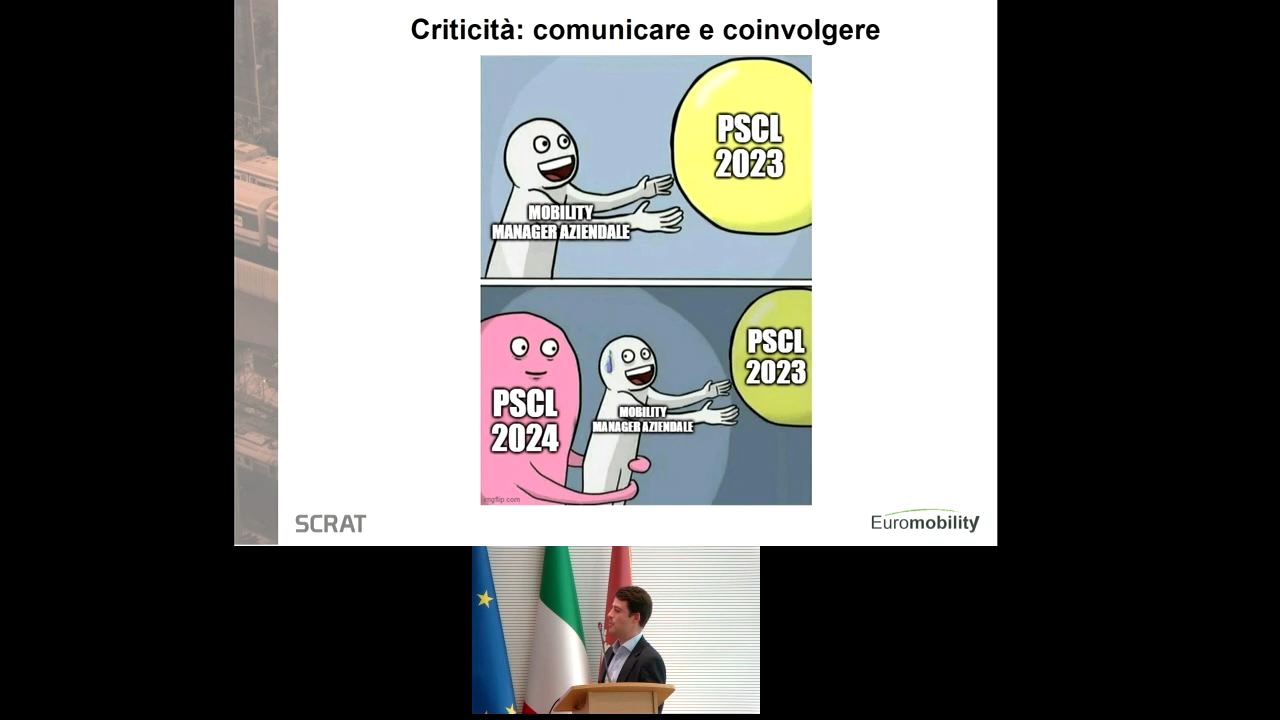 Criticità: comunicare e coinvolgere
PSCL
2023
MOBILITY
MANAGER AZIENDALE
PSCL
2023
PSCL
2024
MOBILITY
MANAGER AZIENDALE
imgflip.com
SCRAT
Euromobility